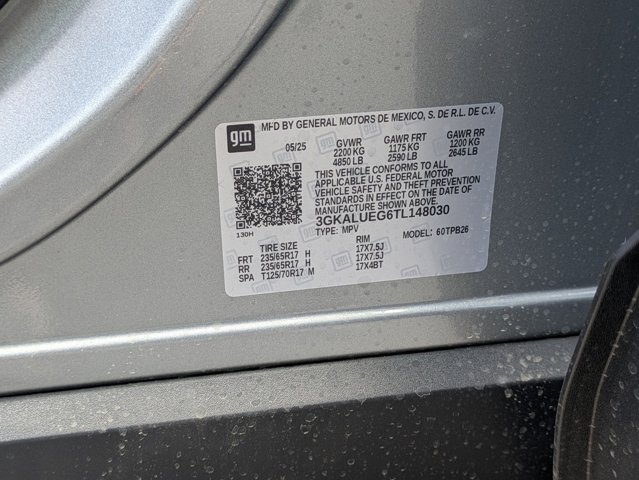 gm
MFD BY GENERAL MOTORS DE MEXICO, S. DE R.L. DE C.V.
05/25 GVWR GAWR FRT GAWR RR
2200 KG 1175 KG 1200 KG
4850 LB 2590 LB 2645 LB
THIS VEHICLE CONFORMS TO ALL
APPLICABLE U.S. FEDERAL MOTOR
VEHICLE SAFETY AND THEFT PREVENTION
STANDARDS IN EFFECT ON THE DATE OF
MANUFACTURE SHOWN ABOVE.
3GKALUEG6TL148030
130H
TYPE: MPV MODEL: 60TPB26
TIRE SIZE RIM
FRT 235/65R17 H 17X7.5J
RR 235/65R17 H 17X7.5J
SPA T125/70R17 M 17X4BT